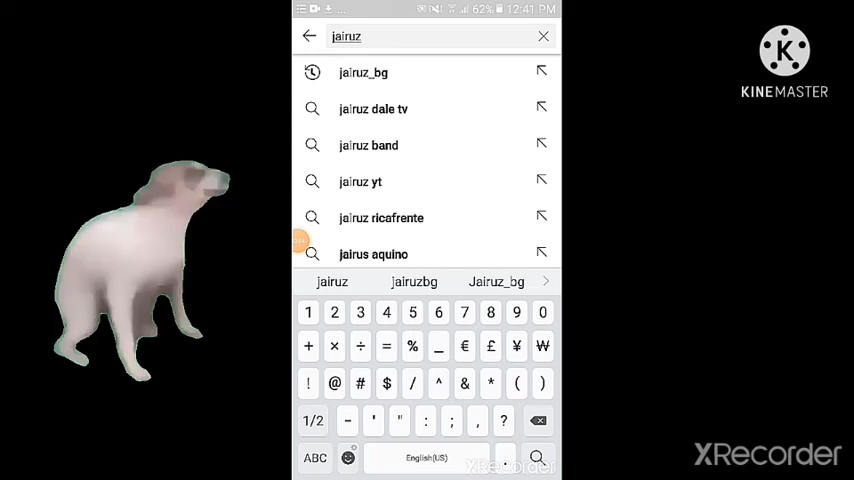 62% 12:41 PM
jairuz
jairuz_bg
jairuz dale tv
jairuz band
jairuz yt
jairuz ricafrente
jairus aquino
jairuz jairuzbg Jairuz_bg
1 2 3 4 5 6 7 8 9 0
+ × ÷ = % _ € £ ¥ ₩
! @ # $ / ^ & * ( )
1/2 - ' " : ; , ?
ABC English(US) .
KINEMASTER
XRecorder
XRecorder